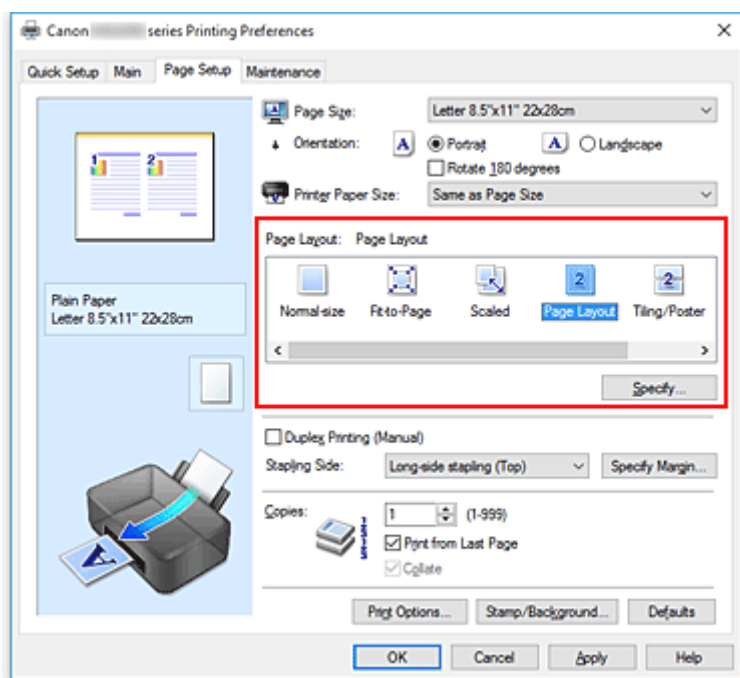 Canon series Printing Preferences
Quick Setup Main Page Setup Maintenance
1 2
Plain Paper
Letter 8.5"x11" 22x28cm
A
Page Size: Letter 8.5"x11" 22x28cm
Orientation: A Portrait A Landscape
Rotate 180 degrees
Printer Paper Size: Same as Page Size
Page Layout: Page Layout
2 2
Normal-size Fit-to-Page Scaled Page Layout Tiling/Poster
Specify...
Duplex Printing (Manual)
Stapling Side: Long-side stapling (Top) Specify Margin...
Copies: 1 (1-999)
Print from Last Page
Collate
Print Options... Stamp/Background... Defaults
OK Cancel Apply Help